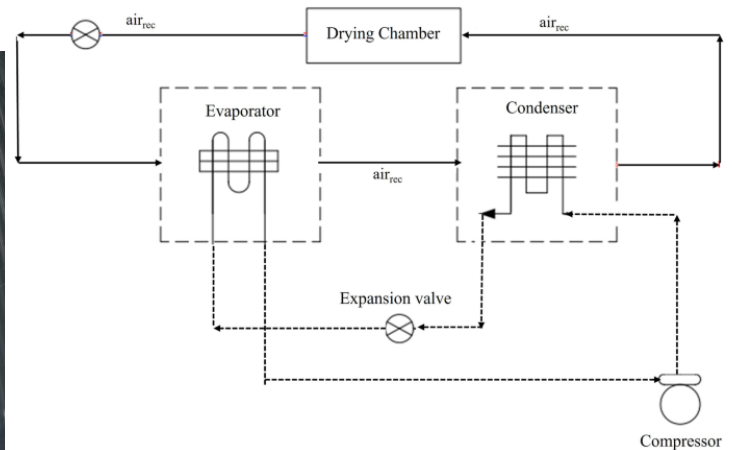 air_rec
Drying Chamber
air_rec
Evaporator
Condenser
air_rec
Expansion valve
Compressor